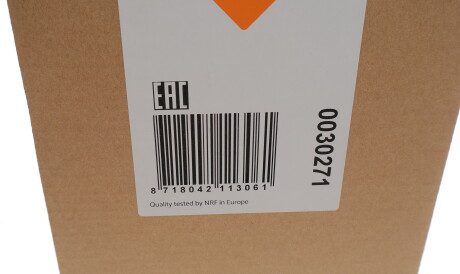 EAC
0030271
8 718042 113061
Quality tested by NRF in Europe